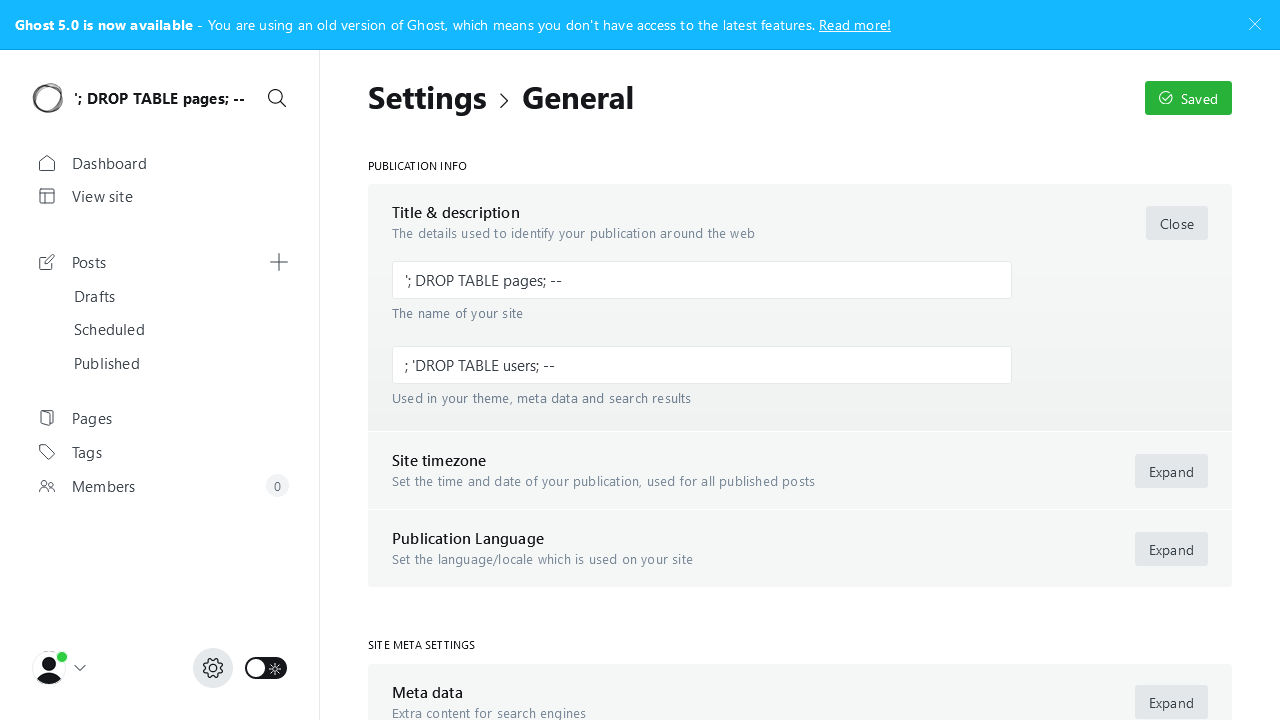 Ghost 5.0 is now available - You are using an old version of Ghost, which means you don't have access to the latest features. Read more!
'; DROP TABLE pages; --
Dashboard
View site
Posts
Drafts
Scheduled
Published
Pages
Tags
Members
0
Settings
General
Saved
PUBLICATION INFO
Title & description
The details used to identify your publication around the web
Close
'; DROP TABLE pages; --
The name of your site
; 'DROP TABLE users; --
Used in your theme, meta data and search results
Site timezone
Set the time and date of your publication, used for all published posts
Expand
Publication Language
Set the language/locale which is used on your site
Expand
SITE META SETTINGS
Meta data
Extra content for search engines
Expand